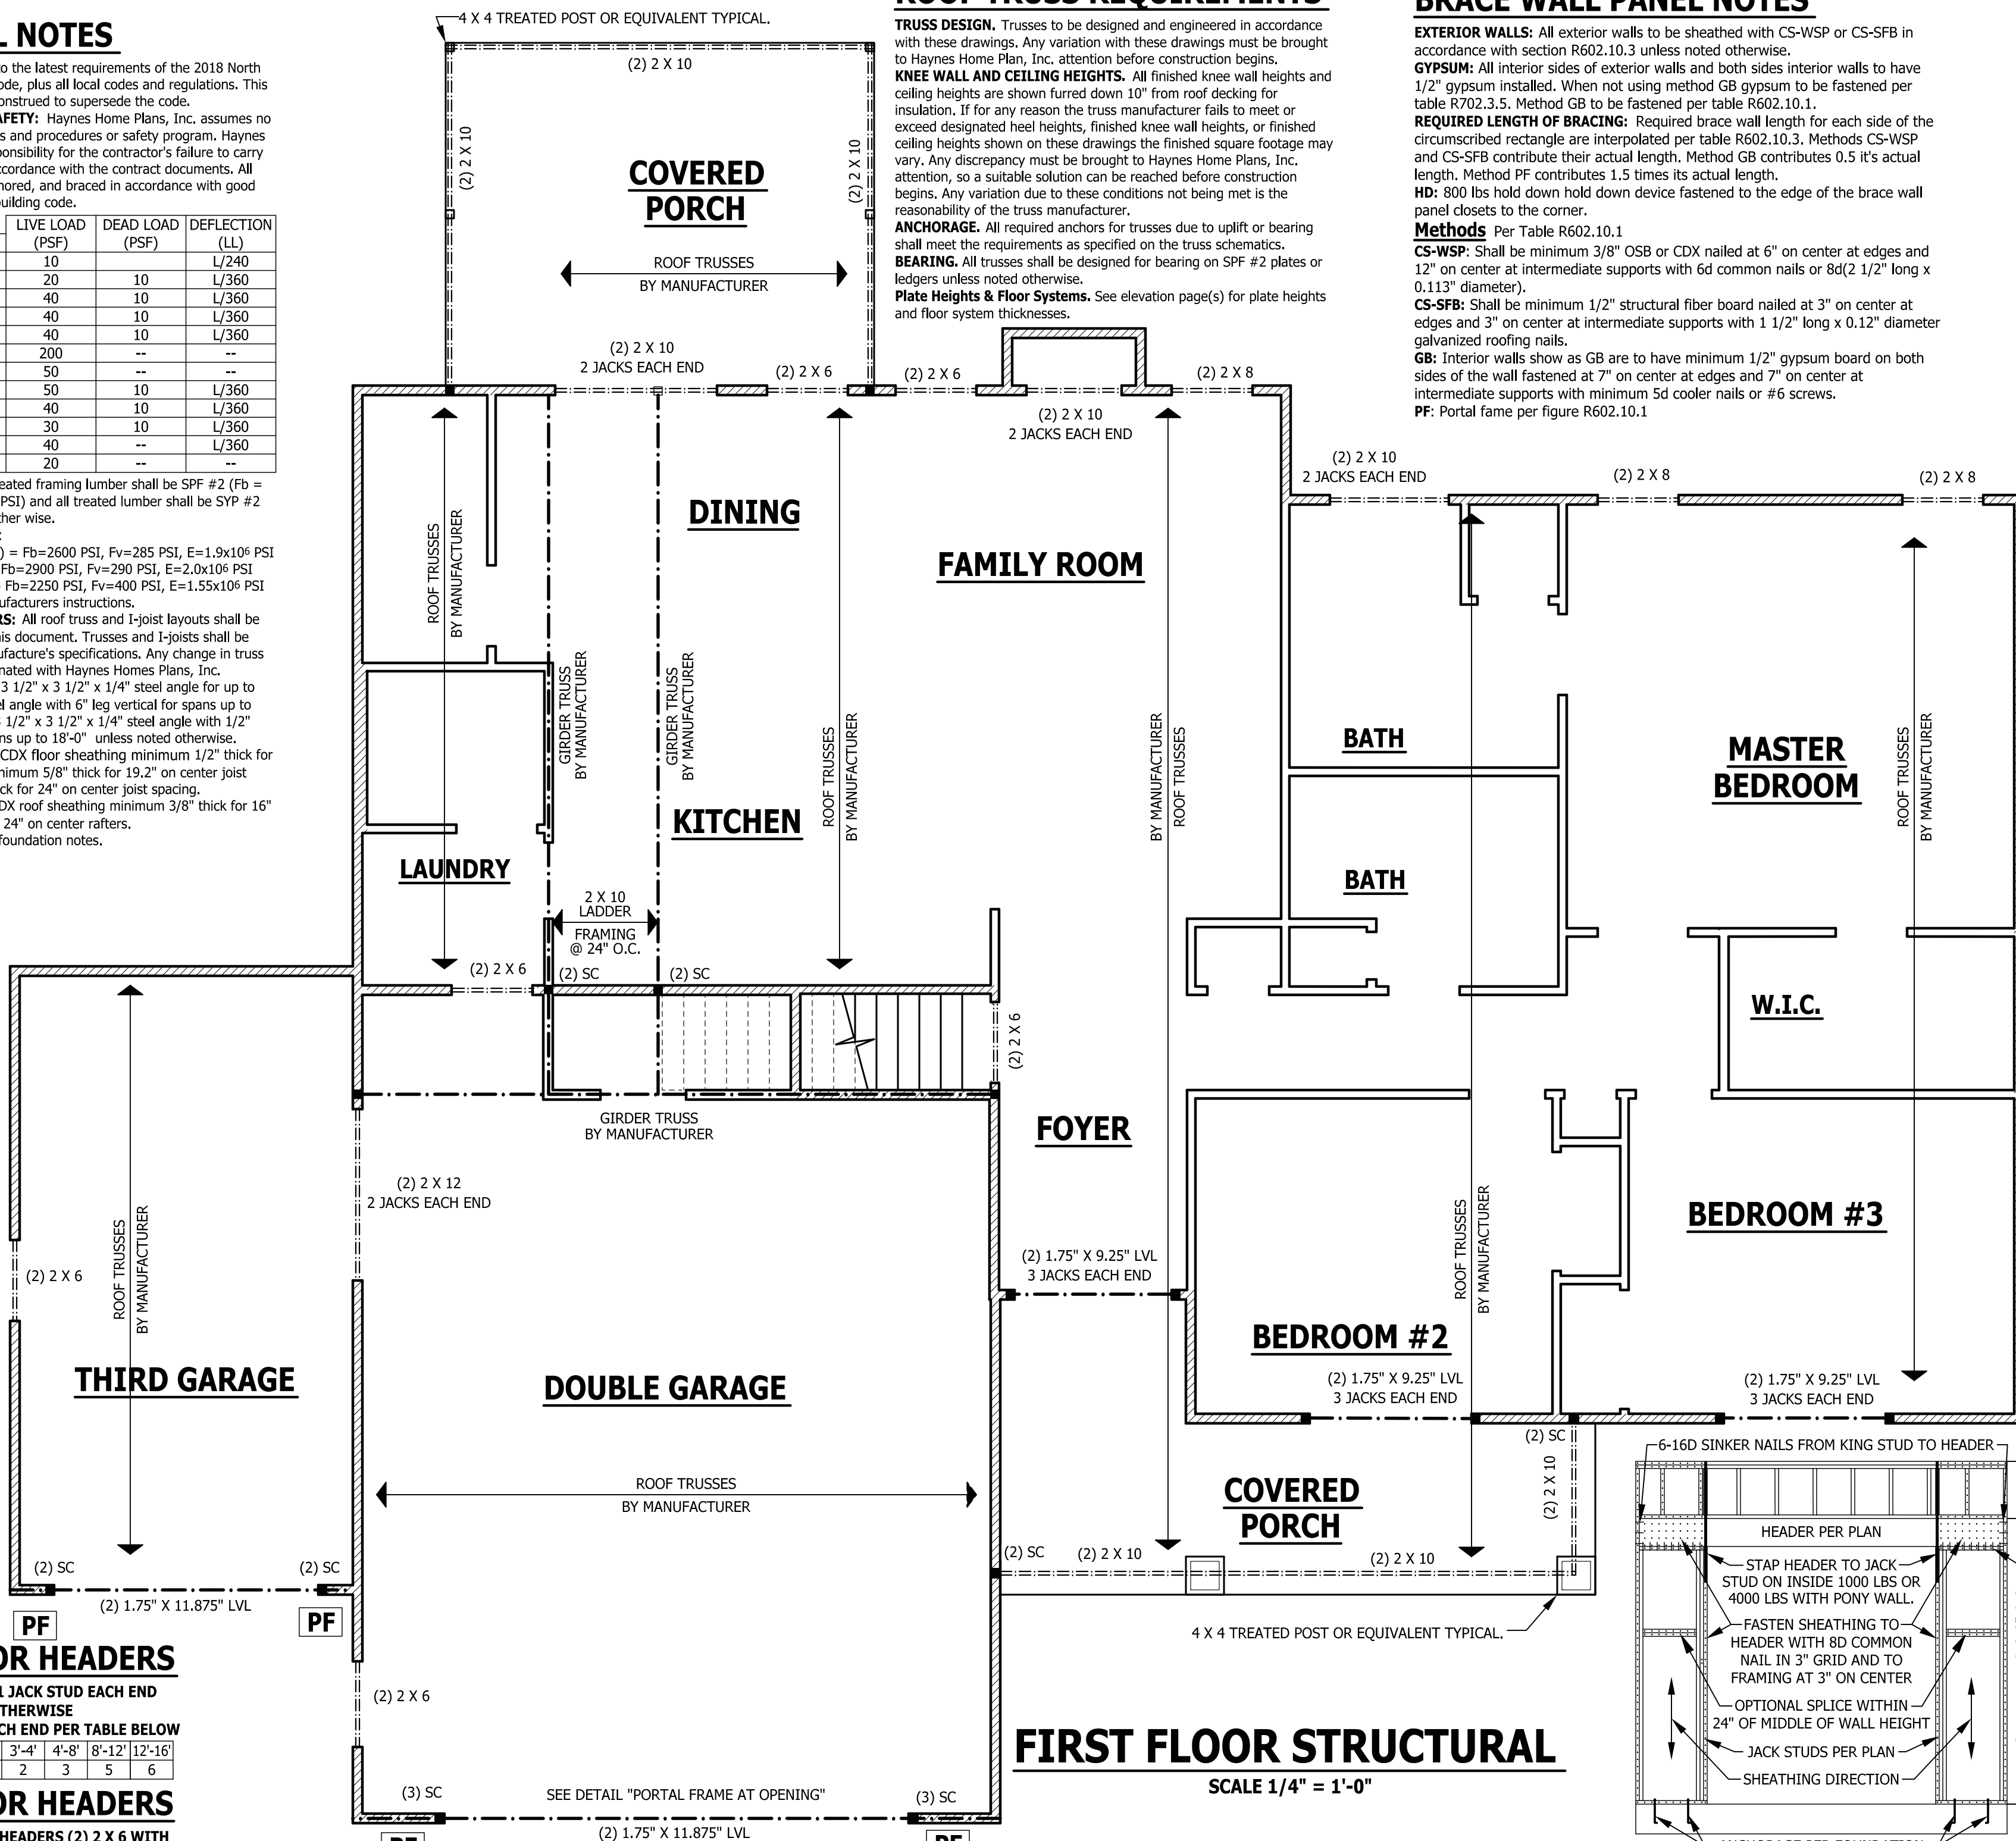 L NOTES
to the latest requirements of the 2018 North
ode, plus all local codes and regulations. This
onstrued to supersede the code.
AFETY: Haynes Home Plans, Inc. assumes no
s and procedures or safety program. Haynes
ponsibility for the contractor's failure to carry
ccordance with the contract documents. All
hored, and braced in accordance with good
uilding code.
LIVE LOAD (PSF) DEAD LOAD (PSF) DEFLECTION (LL)
10 L/240
20 10 L/360
40 10 L/360
40 10 L/360
40 10 L/360
200 -- --
50 -- --
50 10 L/360
40 10 L/360
30 10 L/360
40 -- L/360
20 -- --
eated framing lumber shall be SPF #2 (Fb =
PSI) and all treated lumber shall be SYP #2
ther wise.
:
) = Fb=2600 PSI, Fv=285 PSI, E=1.9x10⁶ PSI
Fb=2900 PSI, Fv=290 PSI, E=2.0x10⁶ PSI
Fb=2250 PSI, Fv=400 PSI, E=1.55x10⁶ PSI
ufacturers instructions.
RS: All roof truss and I-joist layouts shall be
his document. Trusses and I-joists shall be
ufacture's specifications. Any change in truss
nated with Haynes Homes Plans, Inc.
3 1/2" x 3 1/2" x 1/4" steel angle for up to
el angle with 6" leg vertical for spans up to
3 1/2" x 3 1/2" x 1/4" steel angle with 1/2"
ns up to 18'-0" unless noted otherwise.
CDX floor sheathing minimum 1/2" thick for
nimum 5/8" thick for 19.2" on center joist
ck for 24" on center joist spacing.
DX roof sheathing minimum 3/8" thick for 16"
24" on center rafters.
foundation notes.
4 X 4 TREATED POST OR EQUIVALENT TYPICAL.
(2) 2 X 10
(2) 2 X 10
(2) 2 X 10
COVERED
PORCH
ROOF TRUSSES
BY MANUFACTURER
ROOF TRUSS REQUIREMENTS
TRUSS DESIGN. Trusses to be designed and engineered in accordance
with these drawings. Any variation with these drawings must be brought
to Haynes Home Plan, Inc. attention before construction begins.
KNEE WALL AND CEILING HEIGHTS. All finished knee wall heights and
ceiling heights are shown furred down 10" from roof decking for
insulation. If for any reason the truss manufacturer fails to meet or
exceed designated heel heights, finished knee wall heights, or finished
ceiling heights shown on these drawings the finished square footage may
vary. Any discrepancy must be brought to Haynes Home Plans, Inc.
attention, so a suitable solution can be reached before construction
begins. Any variation due to these conditions not being met is the
reasonability of the truss manufacturer.
ANCHORAGE. All required anchors for trusses due to uplift or bearing
shall meet the requirements as specified on the truss schematics.
BEARING. All trusses shall be designed for bearing on SPF #2 plates or
ledgers unless noted otherwise.
Plate Heights & Floor Systems. See elevation page(s) for plate heights
and floor system thicknesses.
BRACE WALL PANEL NOTES
EXTERIOR WALLS: All exterior walls to be sheathed with CS-WSP or CS-SFB in
accordance with section R602.10.3 unless noted otherwise.
GYPSUM: All interior sides of exterior walls and both sides interior walls to have
1/2" gypsum installed. When not using method GB gypsum to be fastened per
table R702.3.5. Method GB to be fastened per table R602.10.1.
REQUIRED LENGTH OF BRACING: Required brace wall length for each side of the
circumscribed rectangle are interpolated per table R602.10.3. Methods CS-WSP
and CS-SFB contribute their actual length. Method GB contributes 0.5 it's actual
length. Method PF contributes 1.5 times its actual length.
HD: 800 lbs hold down hold down device fastened to the edge of the brace wall
panel closets to the corner.
Methods Per Table R602.10.1
CS-WSP: Shall be minimum 3/8" OSB or CDX nailed at 6" on center at edges and
12" on center at intermediate supports with 6d common nails or 8d(2 1/2" long x
0.113" diameter).
CS-SFB: Shall be minimum 1/2" structural fiber board nailed at 3" on center at
edges and 3" on center at intermediate supports with 1 1/2" long x 0.12" diameter
galvanized roofing nails.
GB: Interior walls show as GB are to have minimum 1/2" gypsum board on both
sides of the wall fastened at 7" on center at edges and 7" on center at
intermediate supports with minimum 5d cooler nails or #6 screws.
PF: Portal fame per figure R602.10.1
(2) 2 X 10
2 JACKS EACH END
(2) 2 X 6
(2) 2 X 6
(2) 2 X 8
(2) 2 X 10
2 JACKS EACH END
(2) 2 X 10
2 JACKS EACH END
(2) 2 X 8
(2) 2 X 8
DINING
FAMILY ROOM
ROOF TRUSSES
BY MANUFACTURER
GIRDER TRUSS
BY MANUFACTURER
GIRDER TRUSS
BY MANUFACTURER
ROOF TRUSSES
BY MANUFACTURER
BY MANUFACTURER
ROOF TRUSSES
BATH
MASTER
BEDROOM
ROOF TRUSSES
BY MANUFACTURER
KITCHEN
LAUNDRY
BATH
2 X 10
LADDER
FRAMING
@ 24" O.C.
(2) 2 X 6
(2) SC
(2) SC
W.I.C.
(2) 2 X 6
GIRDER TRUSS
BY MANUFACTURER
FOYER
(2) 2 X 12
2 JACKS EACH END
ROOF TRUSSES
BY MANUFACTURER
BEDROOM #3
(2) 2 X 6
ROOF TRUSSES
BY MANUFACTURER
(2) 1.75" X 9.25" LVL
3 JACKS EACH END
BEDROOM #2
THIRD GARAGE
DOUBLE GARAGE
(2) 1.75" X 9.25" LVL
3 JACKS EACH END
(2) 1.75" X 9.25" LVL
3 JACKS EACH END
(2) SC
(2) 2 X 10
ROOF TRUSSES
BY MANUFACTURER
COVERED
PORCH
(2) SC
(2) 2 X 10
(2) 2 X 10
(2) SC
(2) SC
(2) 1.75" X 11.875" LVL
PF
PF
4 X 4 TREATED POST OR EQUIVALENT TYPICAL.
6-16D SINKER NAILS FROM KING STUD TO HEADER
HEADER PER PLAN
STAP HEADER TO JACK
STUD ON INSIDE 1000 LBS OR
4000 LBS WITH PONY WALL.
FASTEN SHEATHING TO
HEADER WITH 8D COMMON
NAIL IN 3" GRID AND TO
FRAMING AT 3" ON CENTER
OPTIONAL SPLICE WITHIN
24" OF MIDDLE OF WALL HEIGHT
JACK STUDS PER PLAN
SHEATHING DIRECTION
ANCHORAGE PER FOUNDATION
OR HEADERS
1 JACK STUD EACH END
THERWISE
CH END PER TABLE BELOW
3'-4' 4'-8' 8'-12' 12'-16'
2 3 5 6
OR HEADERS
HEADERS (2) 2 X 6 WITH
(2) 2 X 6
(3) SC
SEE DETAIL "PORTAL FRAME AT OPENING"
(3) SC
(2) 1.75" X 11.875" LVL
PF
PF
FIRST FLOOR STRUCTURAL
SCALE 1/4" = 1'-0"